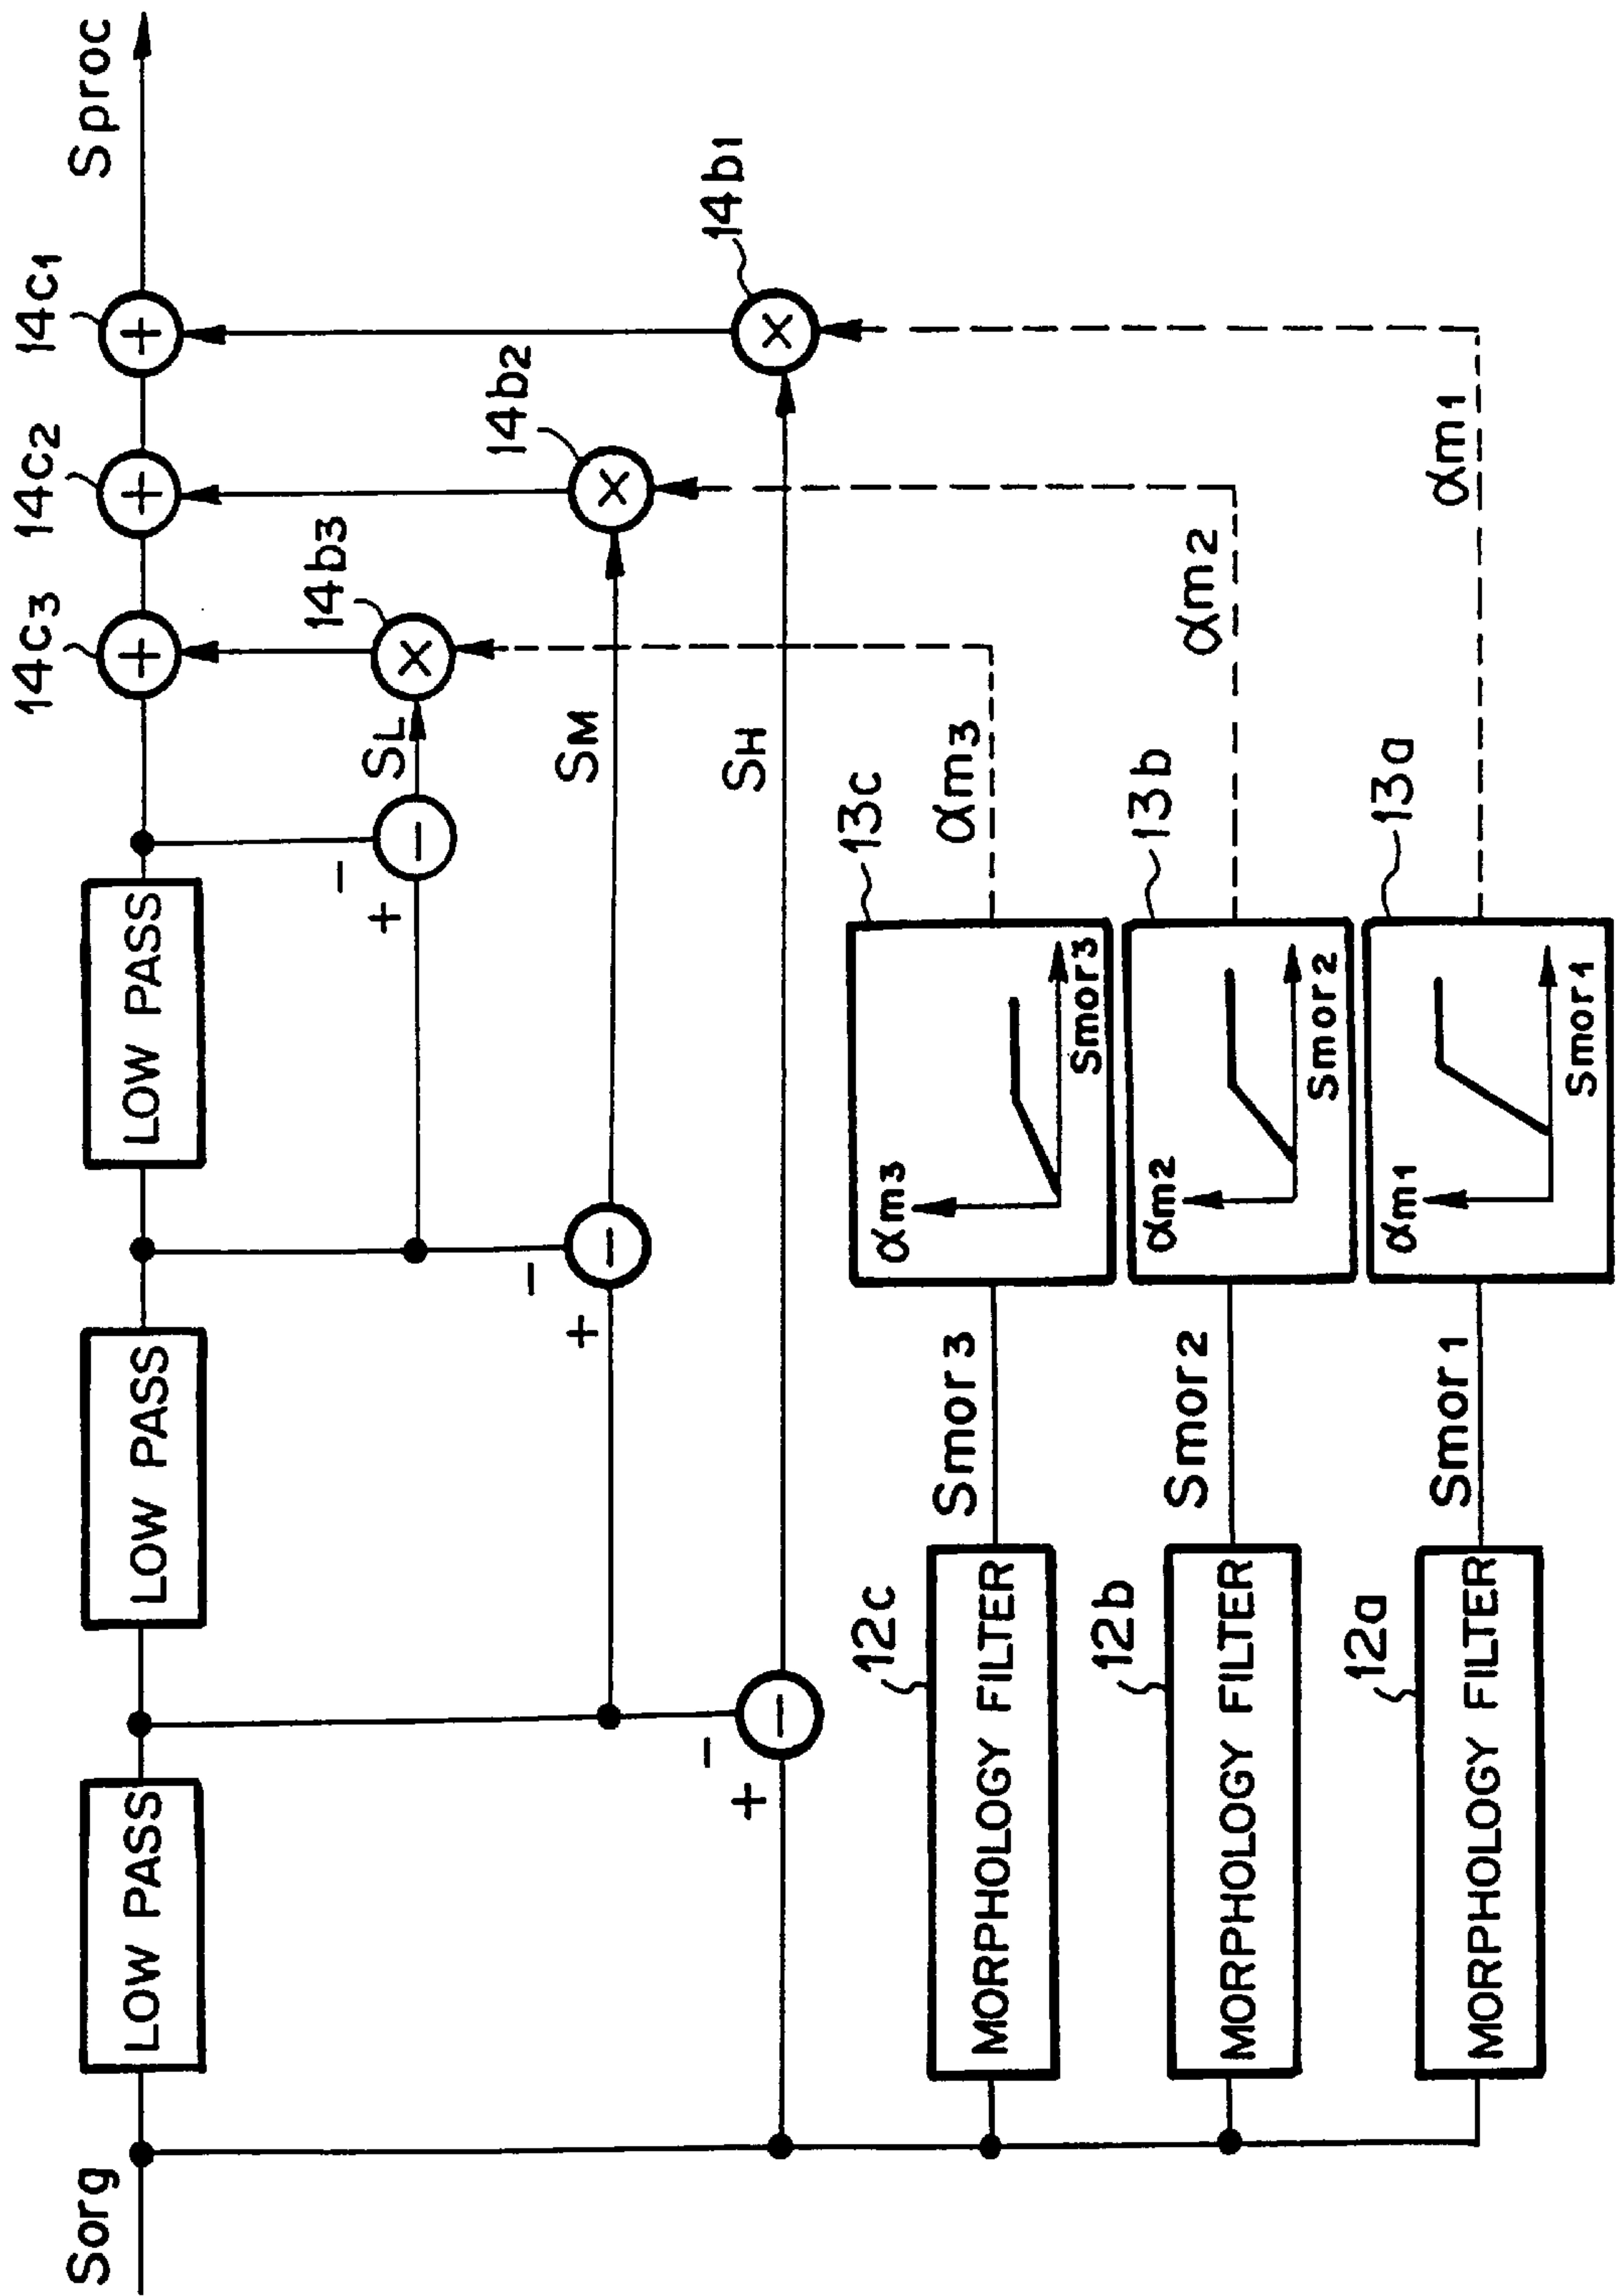 Sorg
LOW PASS
LOW PASS
LOW PASS
14c3
14c2
14c1
Sproc
- + SL
14b3
- + SM
14b2
- + SH
14b1
12c
MORPHOLOGY FILTER
Smor3
13c
αm3
Smor3
αm3
12b
MORPHOLOGY FILTER
Smor2
13b
αm2
Smor2
αm2
12a
MORPHOLOGY FILTER
Smor1
13a
αm1
Smor1
αm1